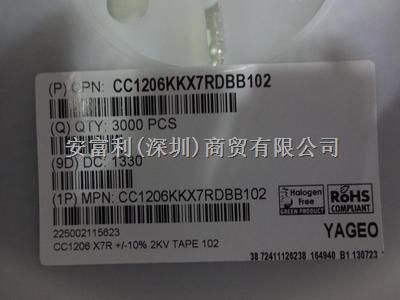 (P) CPN: CC1206KKX7RDBB102
(Q) QTY: 3000 PCS
安富利(深圳)商贸有限公司
(9D) DC: 1330
(1P) MPN: CC1206KKX7RDBB102
Halogen Free
GREEN PRODUCT
RoHS
COMPLIANT
225002115623
CC1206 X7R +/-10% 2KV TAPE 102
YAGEO
38 72411126238 164940 B1 130723